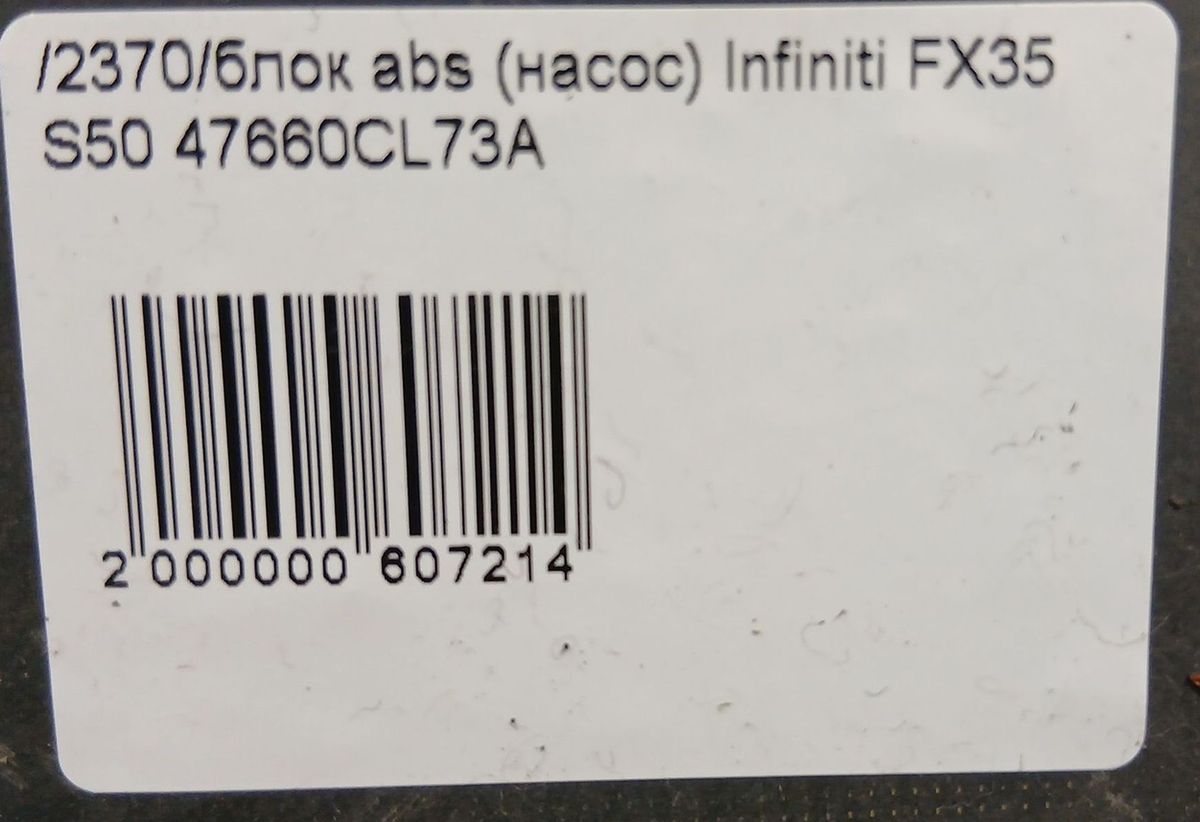 /2370/блок abs (насос) Infiniti FX35
S50 47660CL73A
2 000000 607214